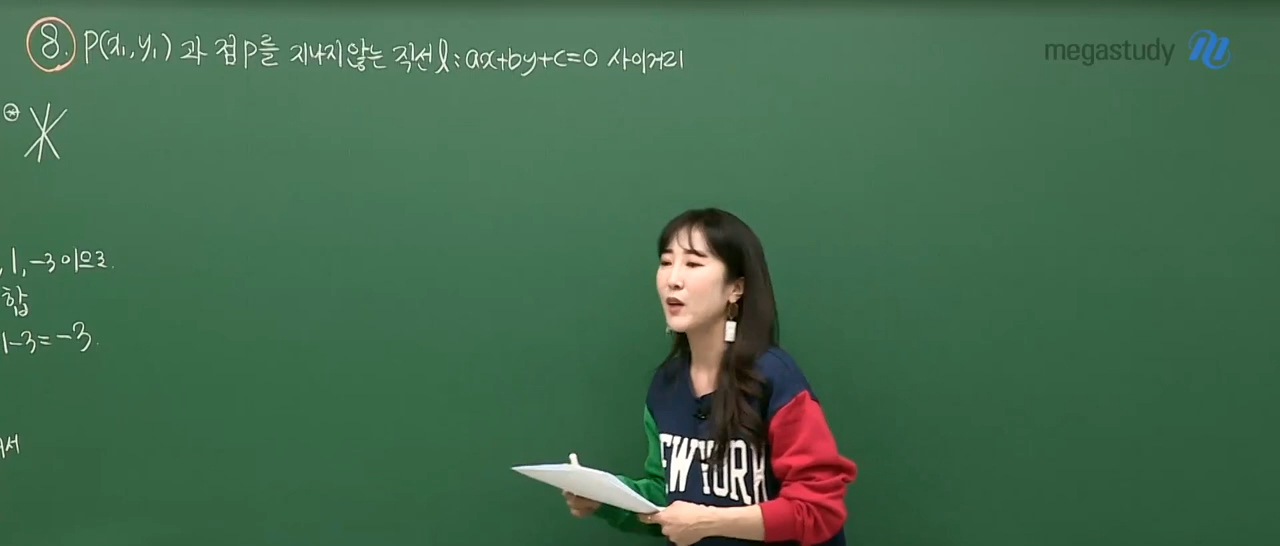 8. P(x₁, y₁) 과 점 P를 지나지 않는 직선 l : ax+by+c=0 사이거리
megastudy
, 1, -3 이므로.
합
1-3=-3.
서
NEW YORK